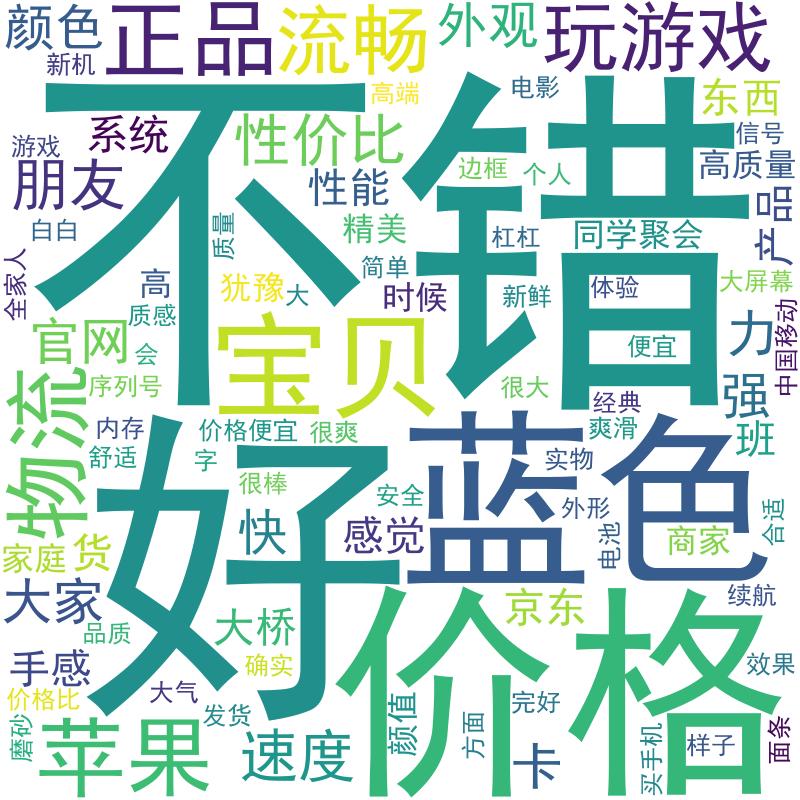 颜色
正品
流畅
外观
玩游戏
新机
高端
电影
东西
不错
系统
性价比
信号
游戏
朋友
性能
边框
个人
高质量
白白
质量
精美
杠杠
同学聚会
产品
全家人
高
犹豫
大
简单
时候
新鲜
体验
大屏幕
质感
官网
会
宝贝
便宜
力
中国移动
物流
序列号
很大
经典
强
内存
价格便宜
很爽
爽滑
班
舒适
字
好
蓝色
很棒
实物
安全
外形
快
感觉
电池
商家
合适
家庭
货
大家
品质
大桥
价格
京东
续航
手感
确实
效果
价格比
大气
发货
颜值
完好
磨砂
苹果
速度
方面
卡
买手机
样子
面条